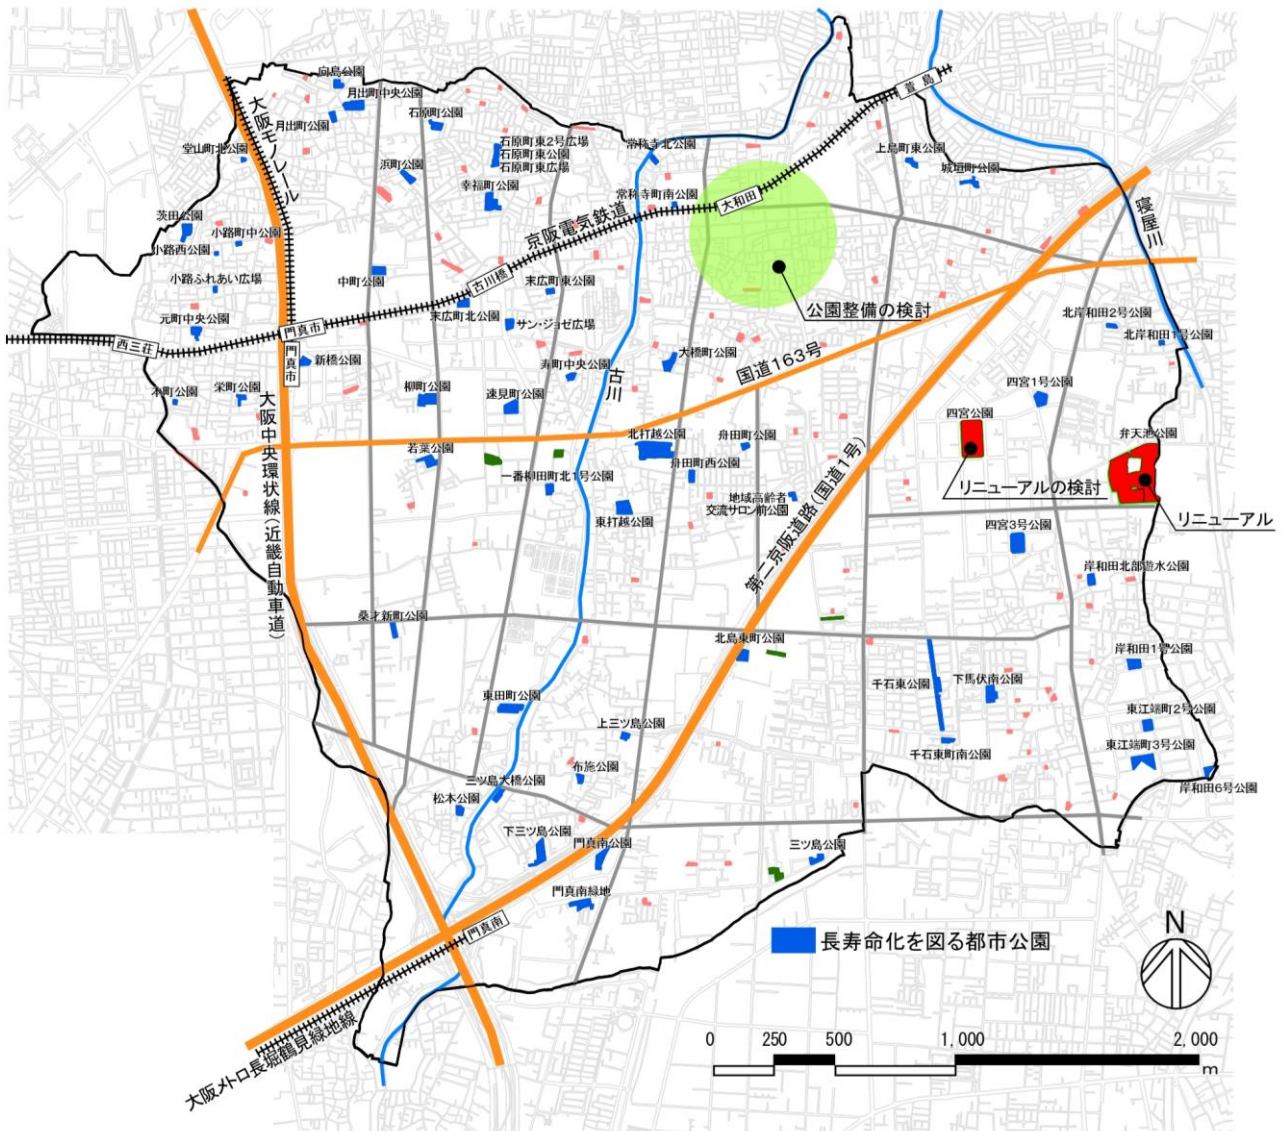 萱島
向島公園
月出町中央公園
月出町公園
石原町公園
大阪モノレール
堂山町北公園
石原町東2号広場
石原町東公園
石原町東広場
常称寺北公園
上島町東公園
城垣町公園
浜町公園
幸福町公園
常称寺町南公園
大和田
寝屋川
茨田公園
小路町中公園
小路西公園
京阪電気鉄道
小路ふれあい広場
中町公園
古川橋
末広町東公園
公園整備の検討
元町中央公園
末広町北公園
サン・ジョゼ広場
北岸和田2号公園
北岸和田1号公園
西三荘
門真市
門真市
新橋公園
寿町中央公園
大橋町公園
国道163号
古川
本町公園
栄町公園
柳町公園
速見町公園
四宮1号公園
大阪中央環状線(近畿自動車道)
四宮公園
弁天池公園
若葉公園
北打越公園
舟田町公園
舟田町西公園
一番柳田町北1号公園
リニューアルの検討
地域高齢者
交流サロン前公園
東打越公園
リニューアル
四宮3号公園
第二京阪道路(国道1号)
岸和田北部遊水公園
桑才新町公園
北島東町公園
岸和田1号公園
千石東公園
下馬伏南公園
東田町公園
東江端町2号公園
上三ツ島公園
千石東町南公園
東江端町3号公園
布施公園
三ツ島大橋公園
岸和田6号公園
松本公園
下三ツ島公園
門真南公園
三ツ島公園
門真南緑地
門真南
長寿命化を図る都市公園
N
大阪メトロ長堀鶴見緑地線
0 250 500 1,000 2,000
m